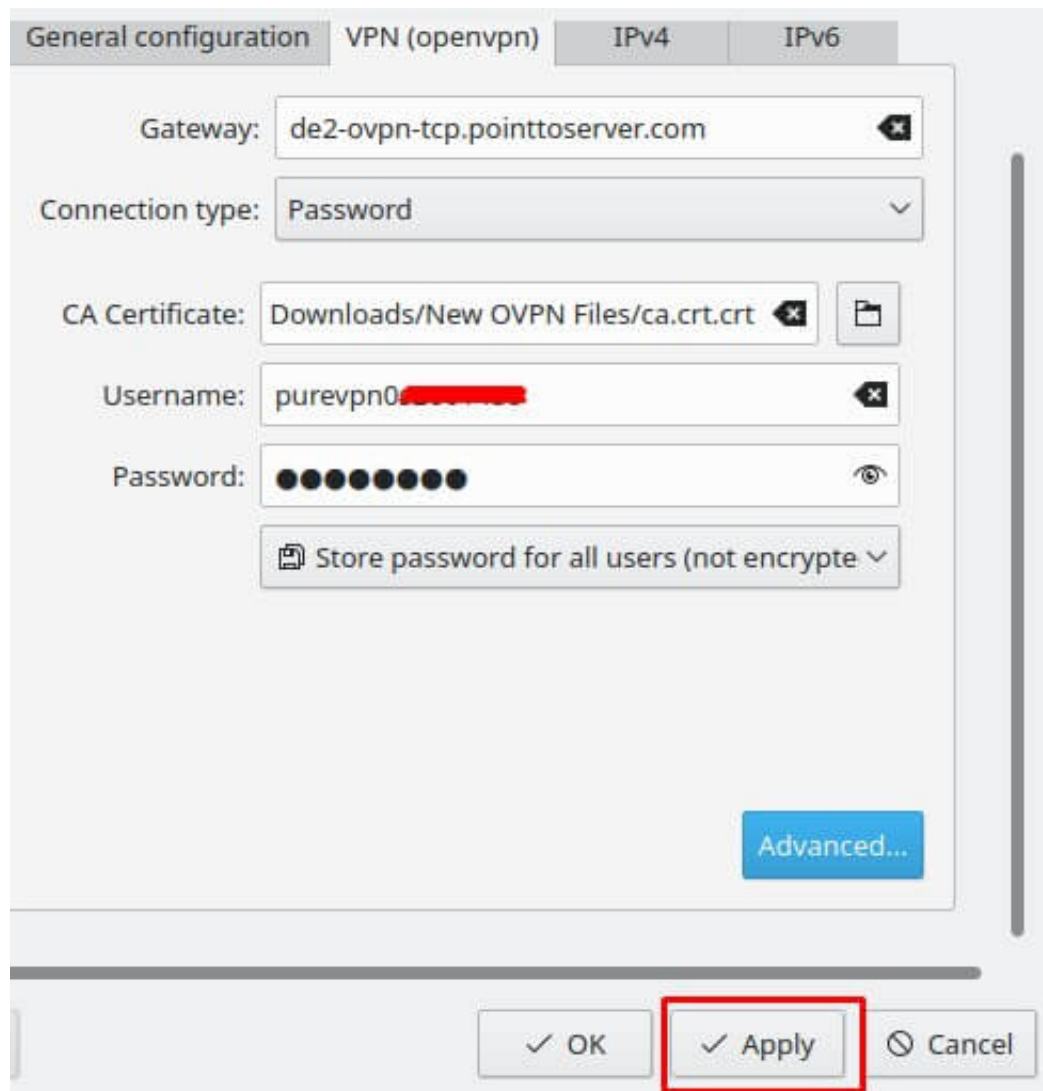 General configuration VPN (openvpn) IPv4 IPv6
Gateway: de2-ovpn-tcp.pointtoserver.com
Connection type: Password
CA Certificate: Downloads/New OVPN Files/ca.crt.crt
Username: purevpn0
Password: ●●●●●●●●
Store password for all users (not encrypte
Advanced...
OK Apply Cancel